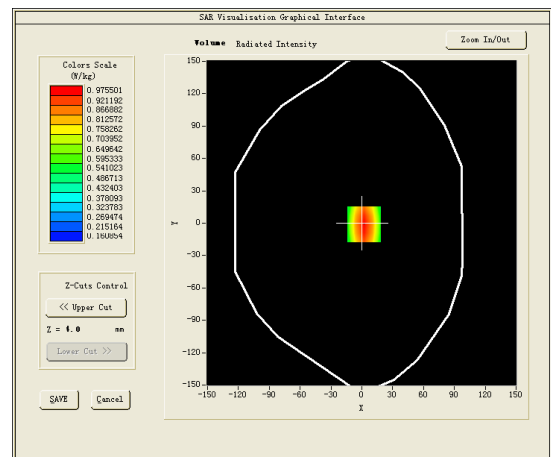 SAR Visualisation Graphical Interface
Volume Radiated Intensity
Zoom In/Out
Colors Scale
(W/kg)
0.975501
0.921192
0.866882
0.812572
0.758262
0.703952
0.649642
0.595333
0.541023
0.486713
0.432403
0.378093
0.323783
0.269474
0.215164
0.160854
Z-Cuts Control
<< Upper Cut
Z = 4.0 mm
Lower Cut >>
SAVE Cancel
150
120
90
60
30
0
-30
-60
-90
-120
-150
Y
-150 -120 -90 -60 -30 0 30 60 90 120 150
X